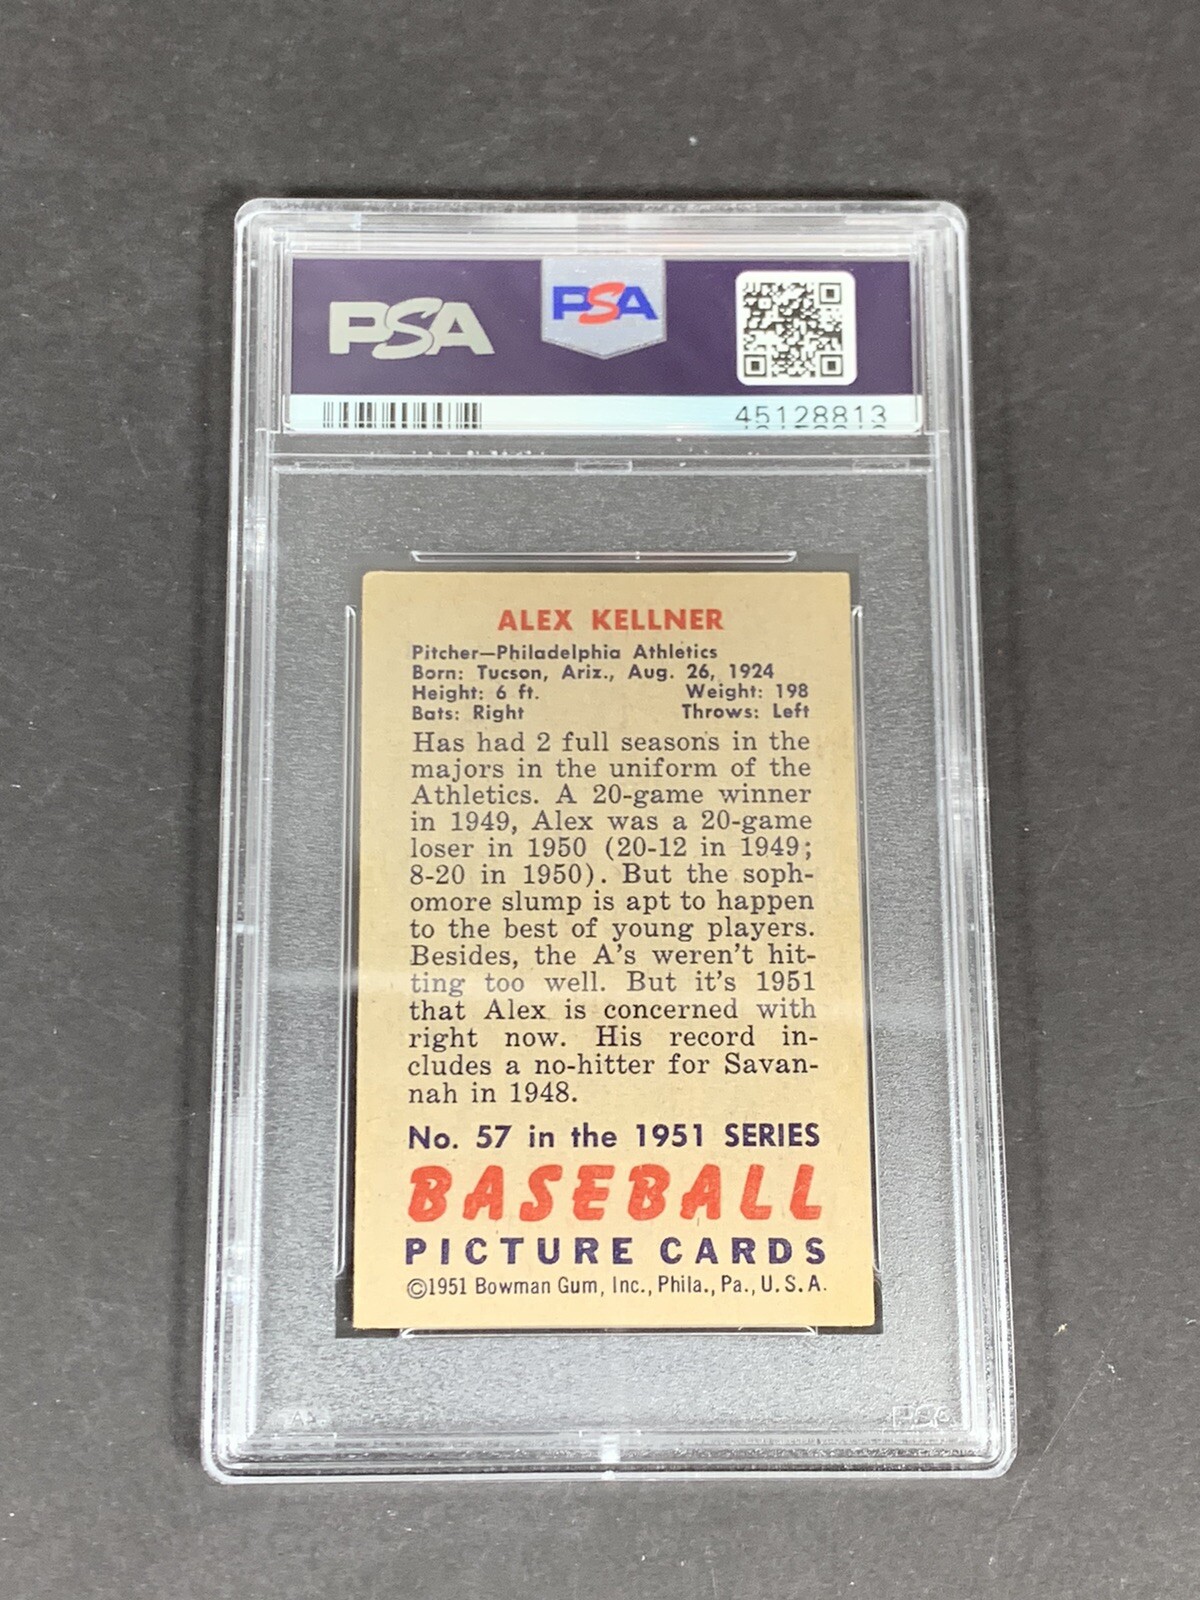 PSA
PSA
45128813
ALEX KELLNER
Pitcher—Philadelphia Athletics
Born: Tucson, Ariz., Aug. 26, 1924
Height: 6 ft. Weight: 198
Bats: Right Throws: Left
Has had 2 full seasons in the
majors in the uniform of the
Athletics. A 20-game winner
in 1949, Alex was a 20-game
loser in 1950 (20-12 in 1949;
8-20 in 1950). But the soph-
omore slump is apt to happen
to the best of young players.
Besides, the A's weren't hit-
ting too well. But it's 1951
that Alex is concerned with
right now. His record in-
cludes a no-hitter for Savan-
nah in 1948.
No. 57 in the 1951 SERIES
BASEBALL
PICTURE CARDS
©1951 Bowman Gum, Inc., Phila., Pa., U.S.A.
PSA